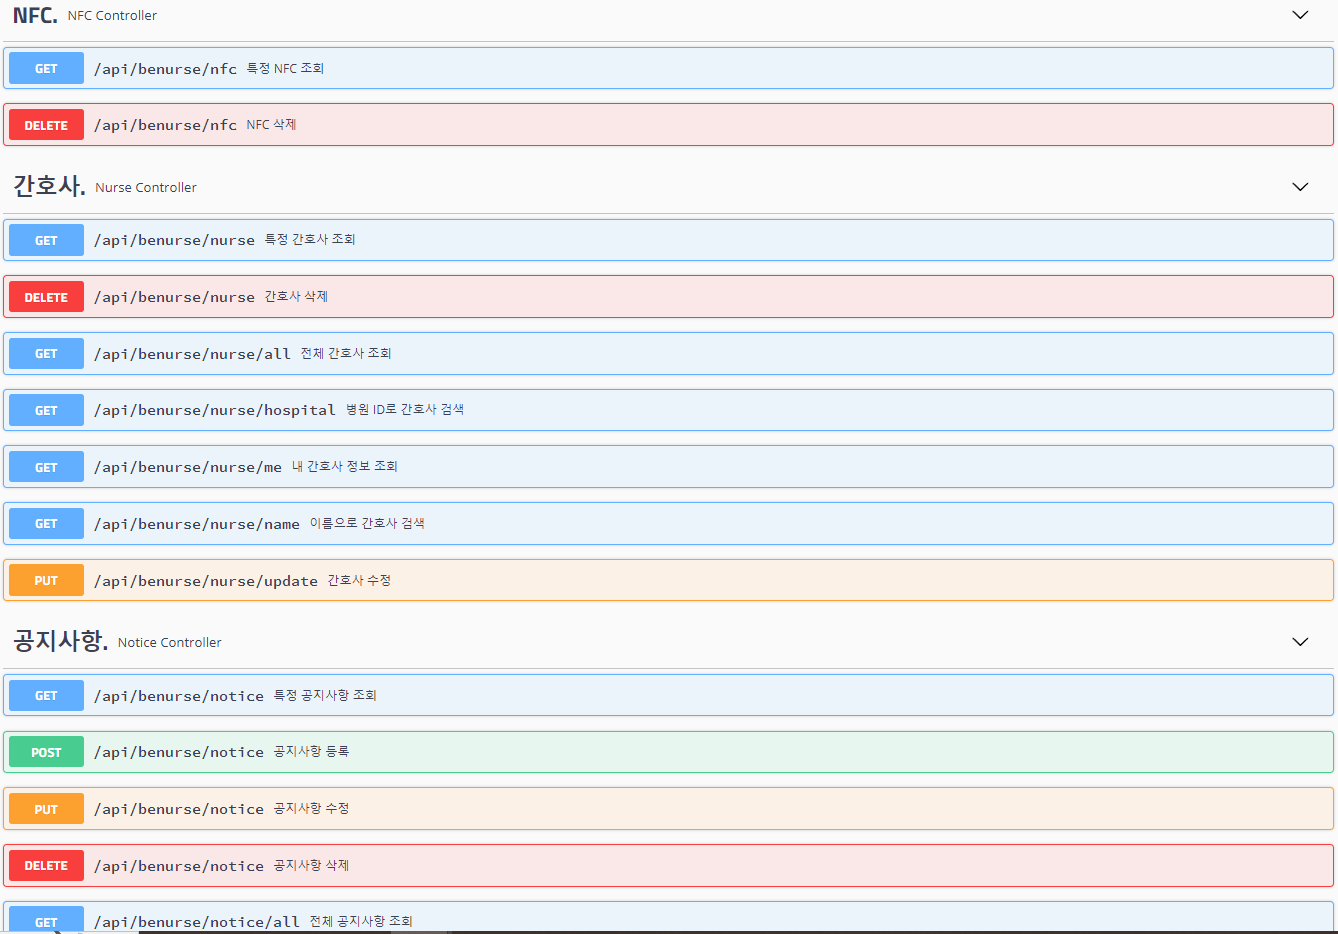 NFC. NFC Controller
GET /api/benurse/nfc 특정 NFC 조회
DELETE /api/benurse/nfc NFC 삭제
간호사. Nurse Controller
GET /api/benurse/nurse 특정 간호사 조회
DELETE /api/benurse/nurse 간호사 삭제
GET /api/benurse/nurse/all 전체 간호사 조회
GET /api/benurse/nurse/hospital 병원 ID로 간호사 검색
GET /api/benurse/nurse/me 내 간호사 정보 조회
GET /api/benurse/nurse/name 이름으로 간호사 검색
PUT /api/benurse/nurse/update 간호사 수정
공지사항. Notice Controller
GET /api/benurse/notice 특정 공지사항 조회
POST /api/benurse/notice 공지사항 등록
PUT /api/benurse/notice 공지사항 수정
DELETE /api/benurse/notice 공지사항 삭제
GET /api/benurse/notice/all 전체 공지사항 조회